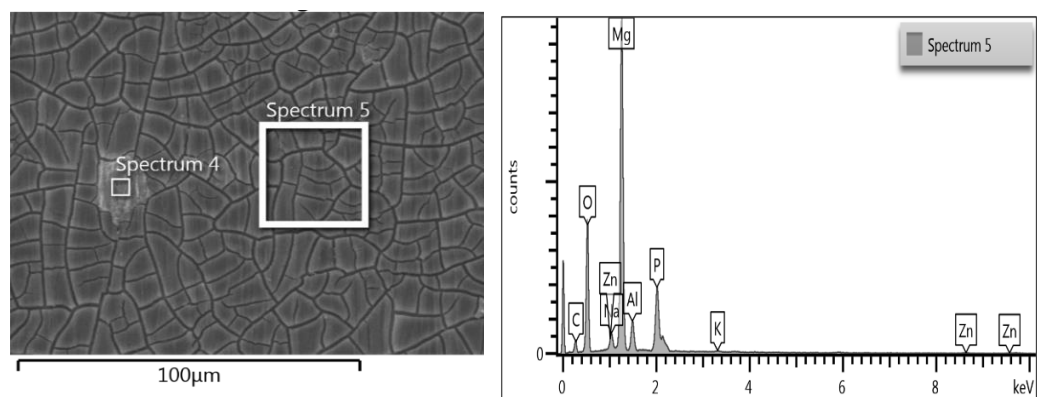 Spectrum 5
Spectrum 4
100µm
Spectrum 5
Mg
O
P
Zn
Na
Al
C
K
Zn
Zn
counts
0
0 2 4 6 8 keV